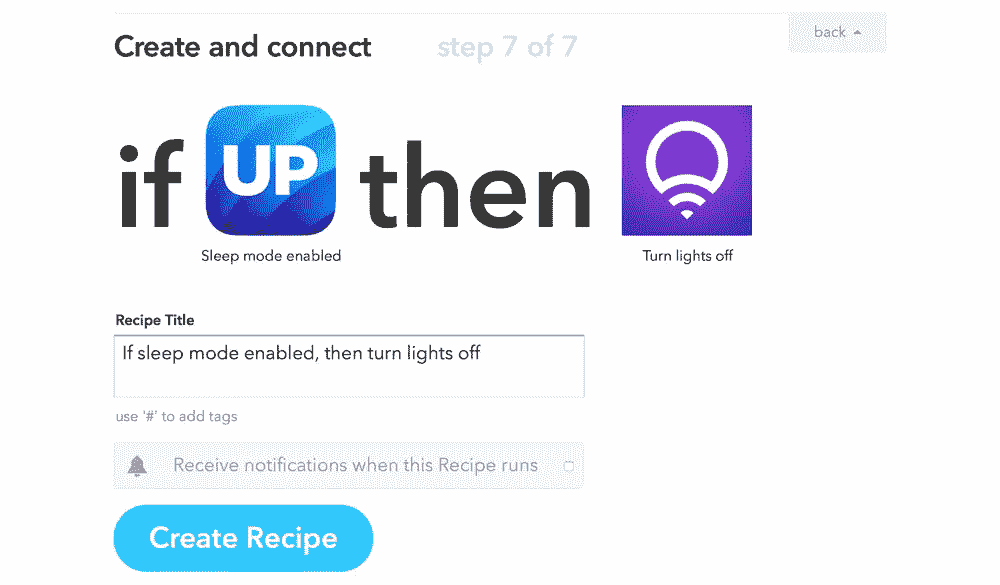 Create and connect step 7 of 7 back
if UP then
Sleep mode enabled Turn lights off
Recipe Title
If sleep mode enabled, then turn lights off
use '#' to add tags
Receive notifications when this Recipe runs
Create Recipe